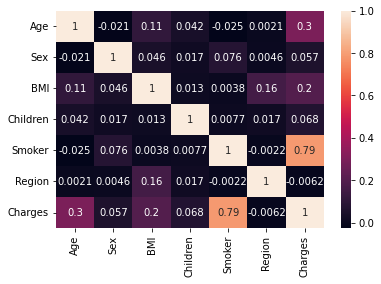 Age 1 -0.021 0.11 0.042 -0.025 0.0021 0.3
Sex -0.021 1 0.046 0.017 0.076 0.0046 0.057
BMI 0.11 0.046 1 0.013 0.0038 0.16 0.2
Children 0.042 0.017 0.013 1 0.0077 0.017 0.068
Smoker -0.025 0.076 0.0038 0.0077 1 -0.0022 0.79
Region 0.0021 0.0046 0.16 0.017 -0.0022 1 -0.0062
Charges 0.3 0.057 0.2 0.068 0.79 -0.0062 1
Age Sex BMI Children Smoker Region Charges
1.0
0.8
0.6
0.4
0.2
0.0